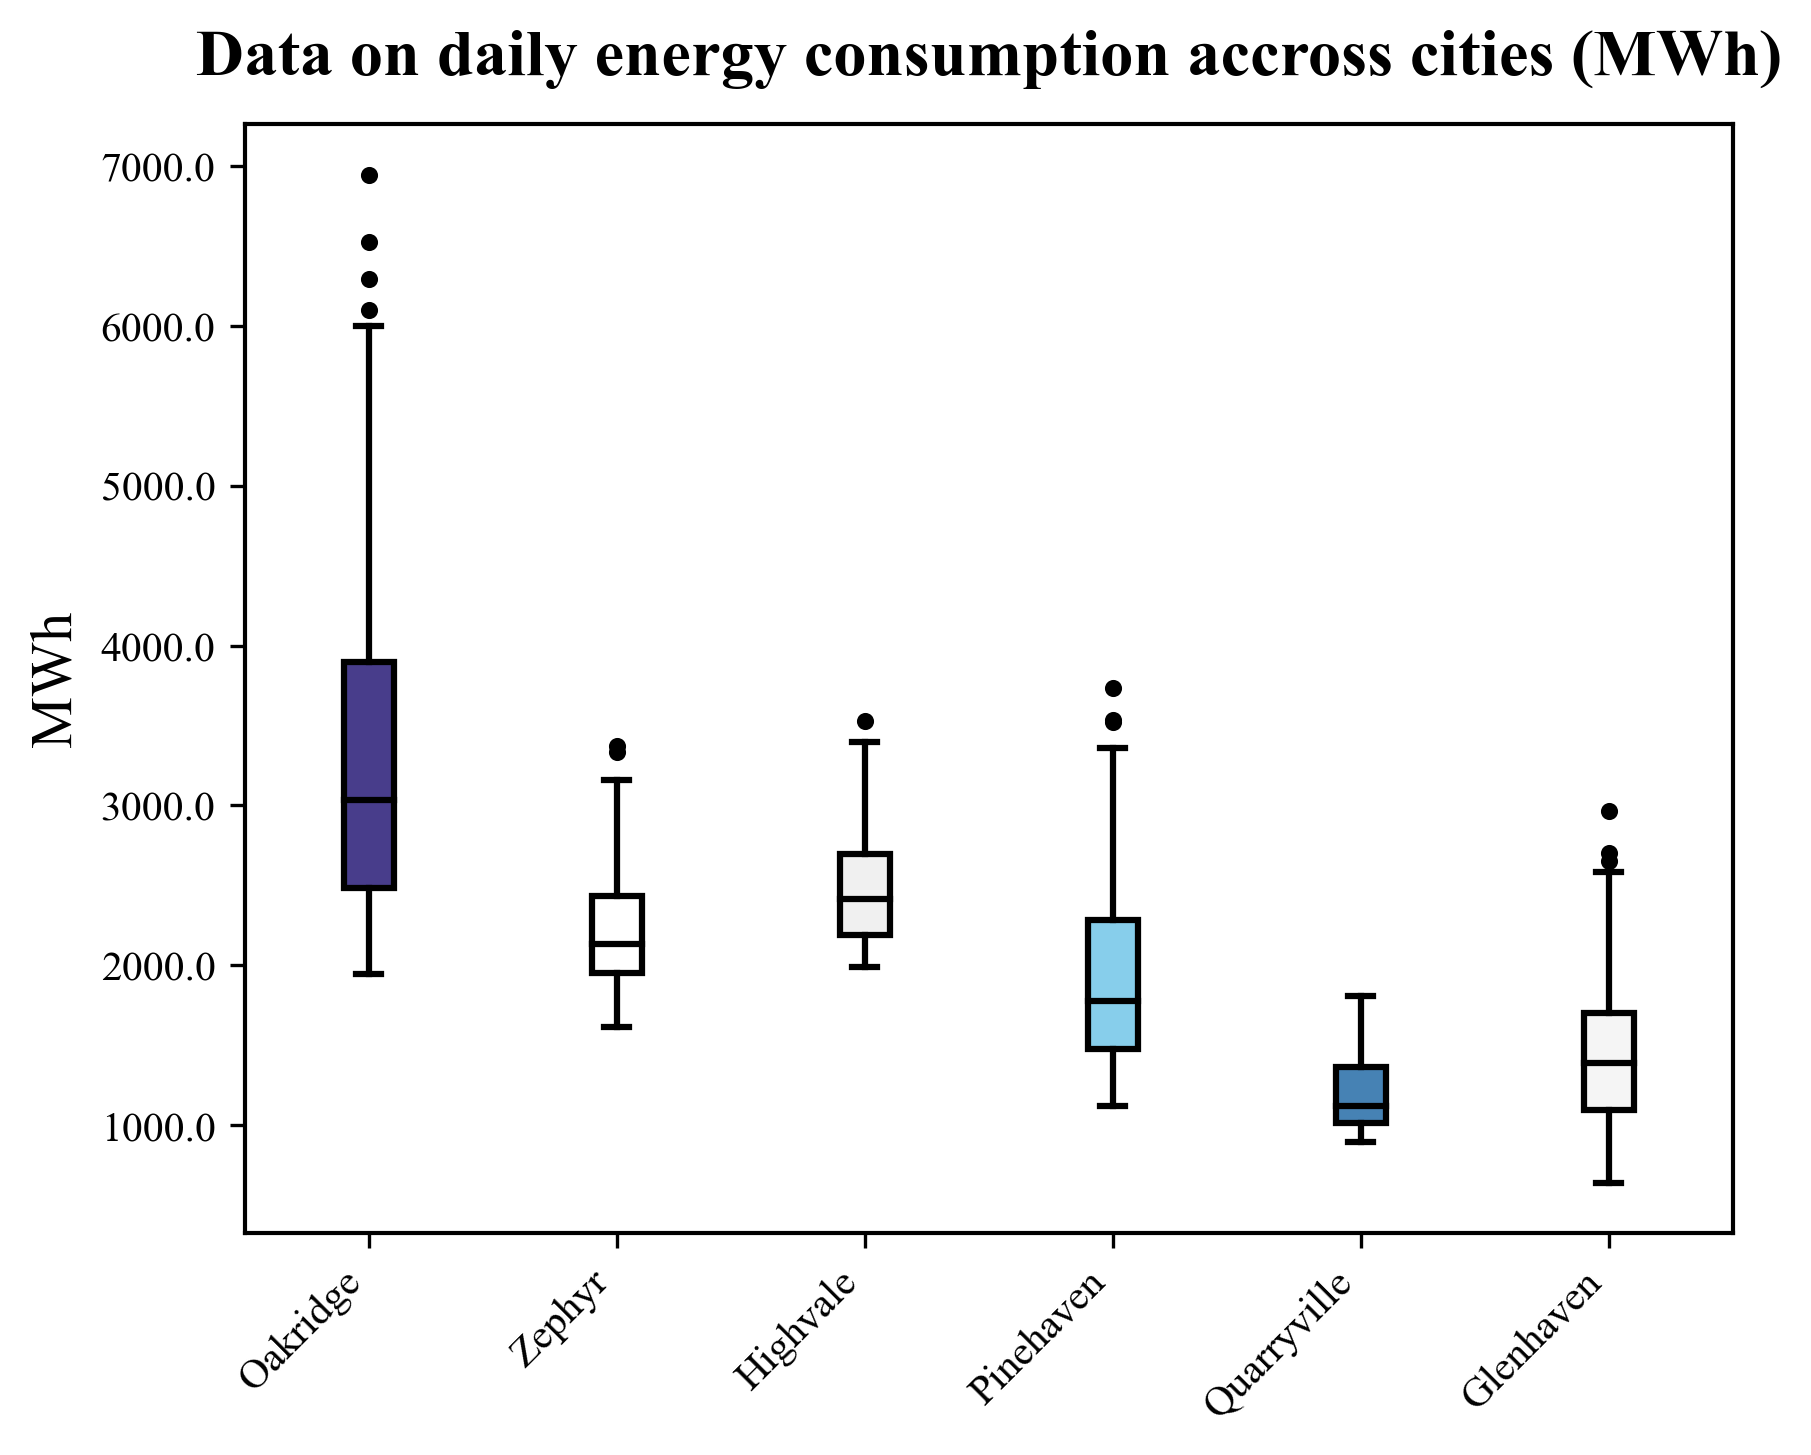 Data on daily energy consumption accross cities (MWh)
MWh
7000.0
6000.0
5000.0
4000.0
3000.0
2000.0
1000.0
Oakridge
Zephyr
Highvale
Pinehaven
Quarryville
Glenhaven